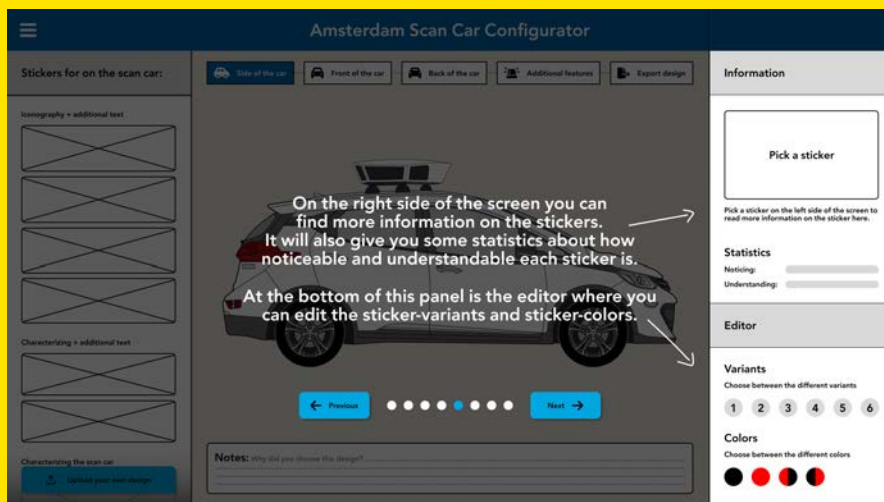 Amsterdam Scan Car Configurator
Stickers for on the scan car:
Iconography + additional text
Characterizing + additional text
Characterizing the scan car
Upload your own design
Side of the car
Front of the car
Back of the car
Additional features
Export design
On the right side of the screen you can
find more information on the stickers.
It will also give you some statistics about how
noticeable and understandable each sticker is.
At the bottom of this panel is the editor where you
can edit the sticker-variants and sticker-colors.
Previous
Next
Notes: Why did you choose this design?
Information
Pick a sticker
Pick a sticker on the left side of the screen to
read more information on the sticker here.
Statistics
Noticing:
Understanding:
Editor
Variants
Choose between the different variants
1 2 3 4 5 6
Colors
Choose between the different colors